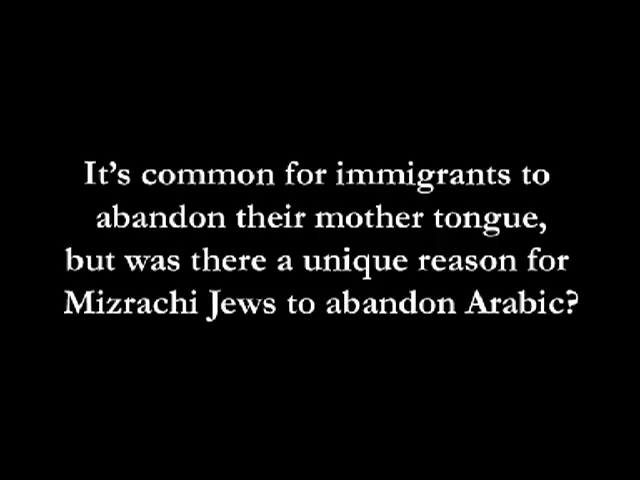 It’s common for immigrants to
abandon their mother tongue,
but was there a unique reason for
Mizrachi Jews to abandon Arabic?